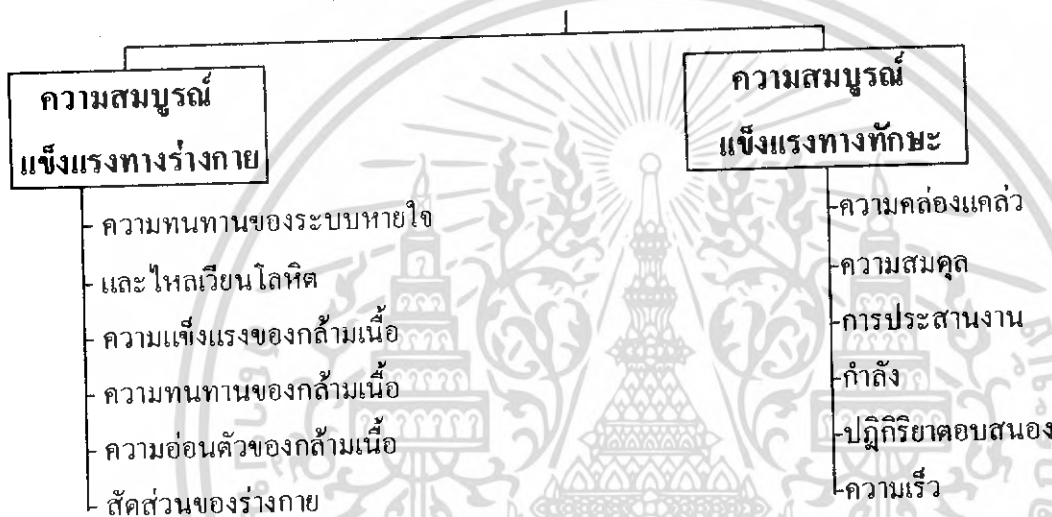 ความสมบูรณ์
แข็งแรงทางร่างกาย
- ความทนทานของระบบหายใจ
- และไหลเวียนโลหิต
- ความแข็งแรงของกล้ามเนื้อ
- ความทนทานของกล้ามเนื้อ
- ความอ่อนตัวของกล้ามเนื้อ
- สัดส่วนของร่างกาย
ความสมบูรณ์
แข็งแรงทางทักษะ
-ความคล่องแคล่ว
-ความสมดุล
-การประสานงาน
-กำลัง
-ปฏิกิริยาตอบสนอง
-ความเร็ว